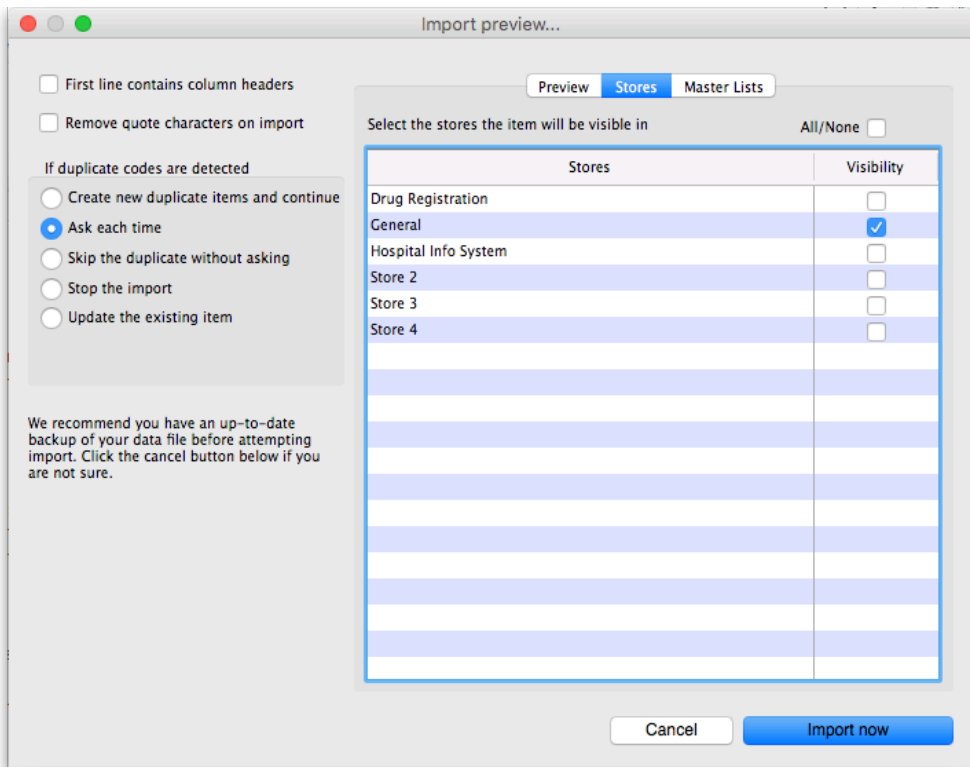 Import preview...
First line contains column headers
Remove quote characters on import
If duplicate codes are detected
Create new duplicate items and continue
Ask each time
Skip the duplicate without asking
Stop the import
Update the existing item
We recommend you have an up-to-date
backup of your data file before attempting
import. Click the cancel button below if you
are not sure.
Preview Stores Master Lists
Select the stores the item will be visible in All/None
Stores Visibility
Drug Registration
General
Hospital Info System
Store 2
Store 3
Store 4
Cancel Import now